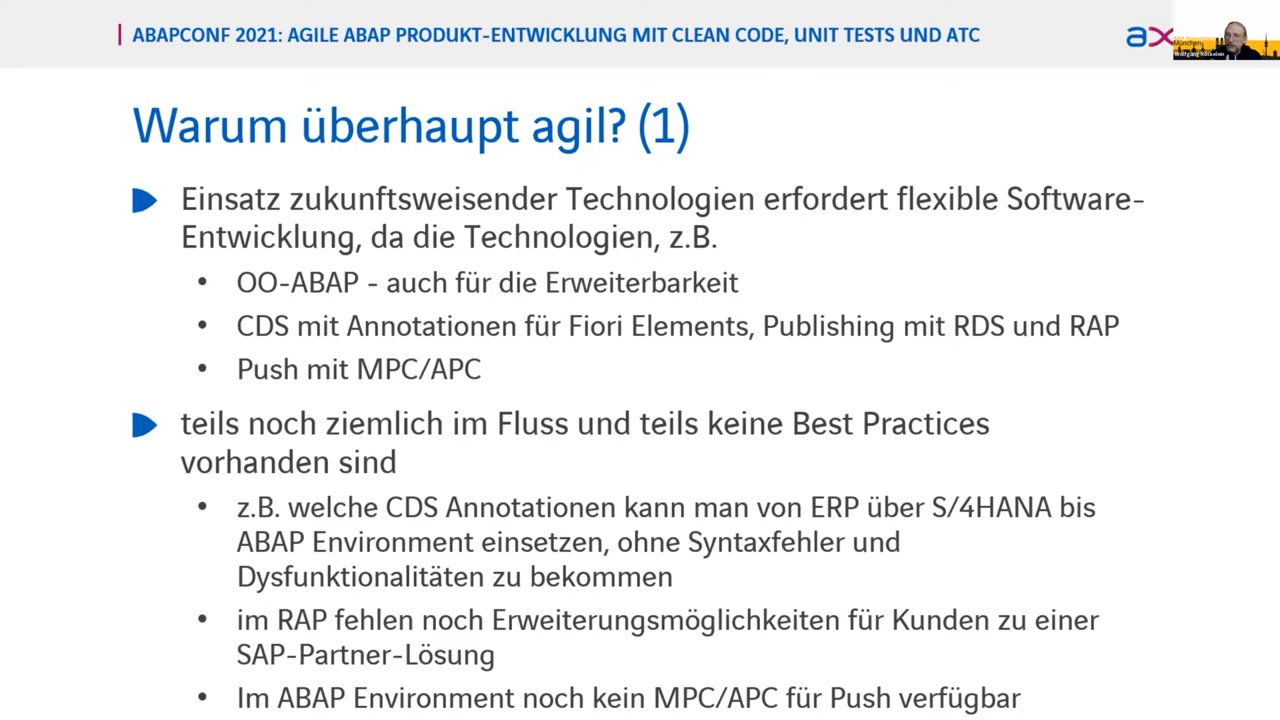 ABAPCONF 2021: AGILE ABAP PRODUKT-ENTWICKLUNG MIT CLEAN CODE, UNIT TESTS UND ATC
ax
München
Wolfgang Röckelein
Warum überhaupt agil? (1)
Einsatz zukunftsweisender Technologien erfordert flexible Software-
Entwicklung, da die Technologien, z.B.
• OO-ABAP - auch für die Erweiterbarkeit
• CDS mit Annotationen für Fiori Elements, Publishing mit RDS und RAP
• Push mit MPC/APC
teils noch ziemlich im Fluss und teils keine Best Practices
vorhanden sind
• z.B. welche CDS Annotationen kann man von ERP über S/4HANA bis
ABAP Environment einsetzen, ohne Syntaxfehler und
Dysfunktionalitäten zu bekommen
• im RAP fehlen noch Erweiterungsmöglichkeiten für Kunden zu einer
SAP-Partner-Lösung
• Im ABAP Environment noch kein MPC/APC für Push verfügbar